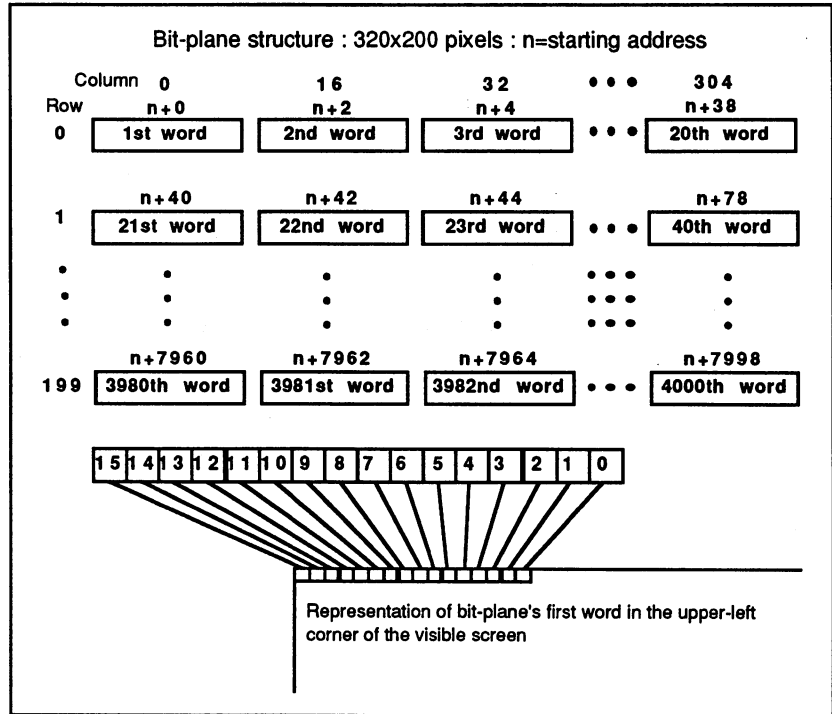 Bit-plane structure : 320x200 pixels : n=starting address
Column 0 16 32 • • • 304
Row n+0 n+2 n+4 n+38
0 1st word 2nd word 3rd word • • • 20th word
n+40 n+42 n+44 n+78
1 21st word 22nd word 23rd word • • • 40th word
n+7960 n+7962 n+7964 n+7998
199 3980th word 3981st word 3982nd word • • • 4000th word
15 14 13 12 11 10 9 8 7 6 5 4 3 2 1 0
Representation of bit-plane's first word in the upper-left
corner of the visible screen